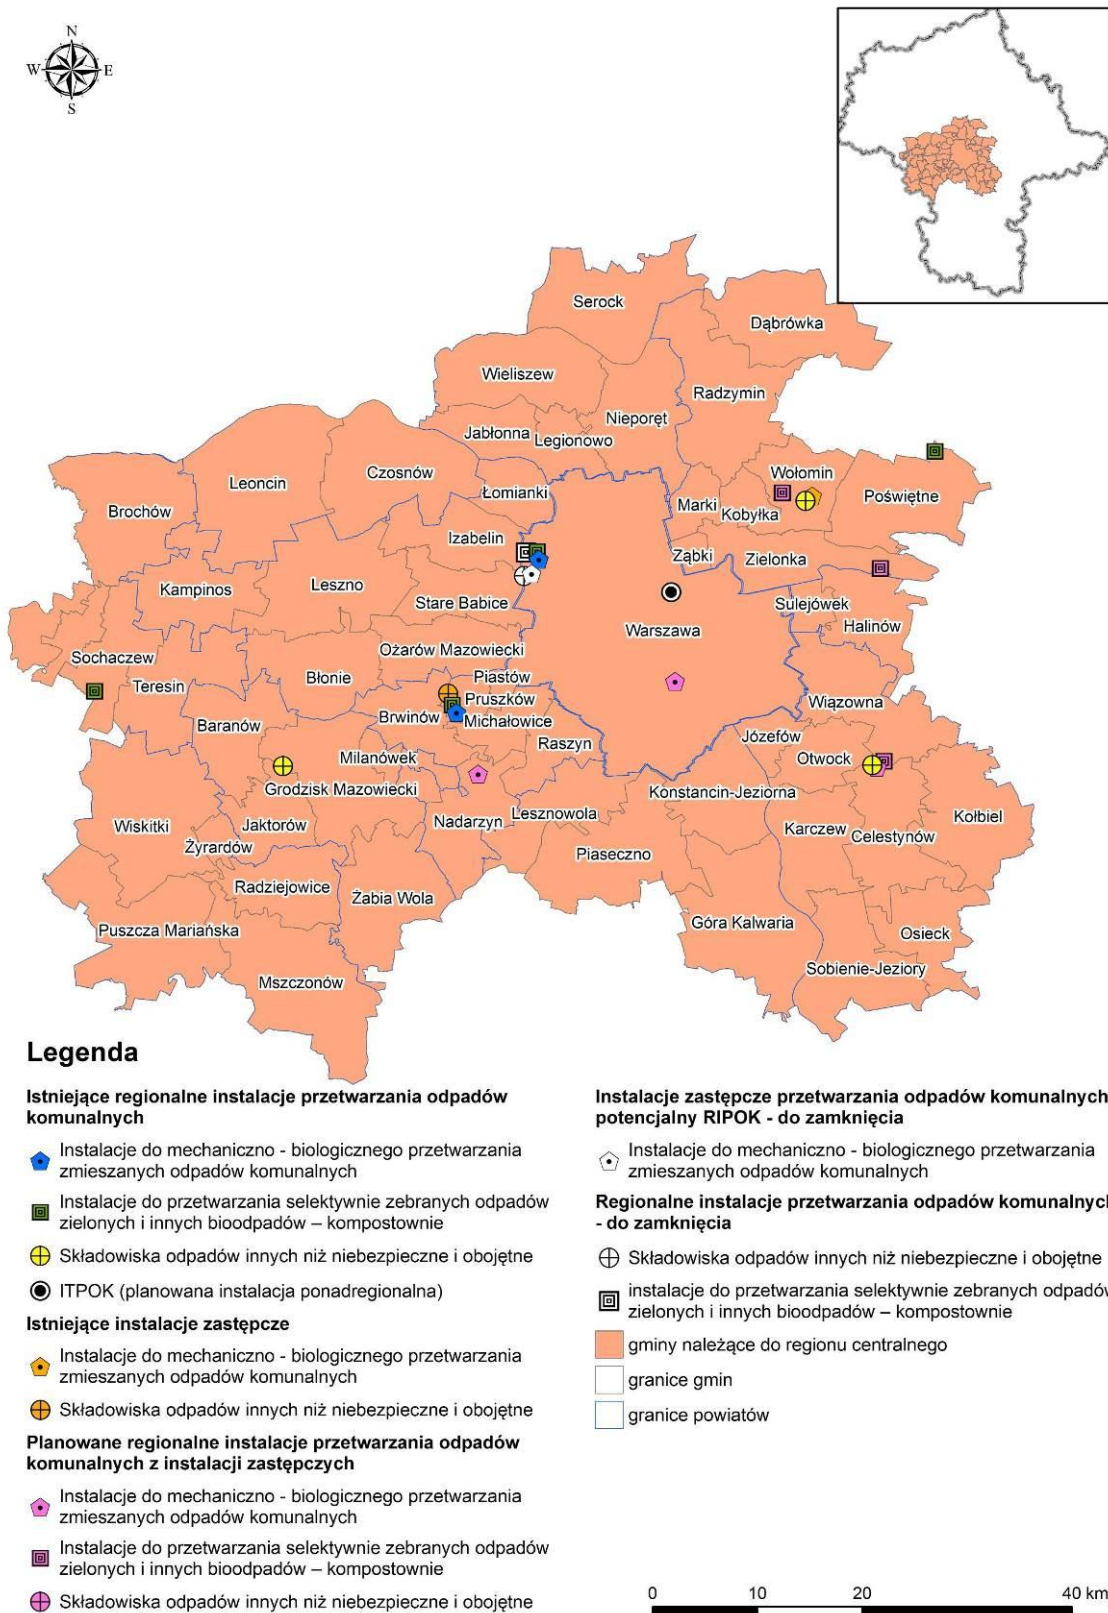 N
W E
S
Serock
Dąbrówka
Wieliszew
Radzymin
Nieporęt
Jabłonna
Legionowo
Czosnów
Wołomin
Leoncin
Łomianki
Poświętne
Marki
Kobyłka
Brochów
Izabelin
Ząbki
Zielonka
Leszno
Kampinos
Stare Babice
Sulejówek
Halinów
Warszawa
Ożarów Mazowiecki
Sochaczew
Błonie
Piastów
Teresin
Pruszków
Wiązowna
Brwinów
Michałowice
Baranów
Józefów
Raszyn
Milanówek
Otwock
Grodzisk Mazowiecki
Konstancin-Jeziorna
Lesznowola
Kołbiel
Nadarzyn
Wiskitki
Jaktorów
Karczew
Celestynów
Żyrardów
Piaseczno
Radziejowice
Żabia Wola
Góra Kalwaria
Puszcza Mariańska
Osieck
Sobienie-Jeziory
Mszczonów
Legenda
Istniejące regionalne instalacje przetwarzania odpadów
komunalnych
Instalacje do mechaniczno - biologicznego przetwarzania
zmieszanych odpadów komunalnych
Instalacje do przetwarzania selektywnie zebranych odpadów
zielonych i innych bioodpadów – kompostownie
Składowiska odpadów innych niż niebezpieczne i obojętne
ITPOK (planowana instalacja ponadregionalna)
Istniejące instalacje zastępcze
Instalacje do mechaniczno - biologicznego przetwarzania
zmieszanych odpadów komunalnych
Składowiska odpadów innych niż niebezpieczne i obojętne
Planowane regionalne instalacje przetwarzania odpadów
komunalnych z instalacji zastępczych
Instalacje do mechaniczno - biologicznego przetwarzania
zmieszanych odpadów komunalnych
Instalacje do przetwarzania selektywnie zebranych odpadów
zielonych i innych bioodpadów – kompostownie
Składowiska odpadów innych niż niebezpieczne i obojętne
Instalacje zastępcze przetwarzania odpadów komunalnych
potencjalny RIPOK - do zamknięcia
Instalacje do mechaniczno - biologicznego przetwarzania
zmieszanych odpadów komunalnych
Regionalne instalacje przetwarzania odpadów komunalnych
- do zamknięcia
Składowiska odpadów innych niż niebezpieczne i obojętne
instalacje do przetwarzania selektywnie zebranych odpadów
zielonych i innych bioodpadów – kompostownie
gminy należące do regionu centralnego
granice gmin
granice powiatów
0 10 20 40 km